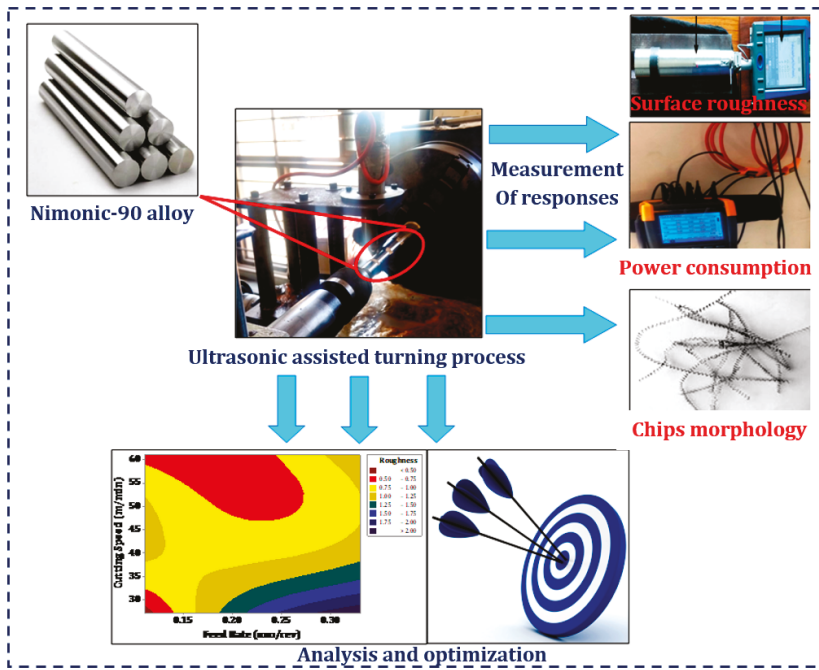 Surface roughness
Measurement
Of responses
Nimonic-90 alloy
Power consumption
Ultrasonic assisted turning process
Chips morphology
Roughness
< 0.50
0.50 - 0.75
0.75 - 1.00
1.00 - 1.25
1.25 - 1.50
1.50 - 1.75
1.75 - 2.00
> 2.00
Cutting Speed (m/min)
60
55
50
45
40
35
30
0.15
0.20
0.25
0.30
Feed Rate (mm/rev)
Analysis and optimization